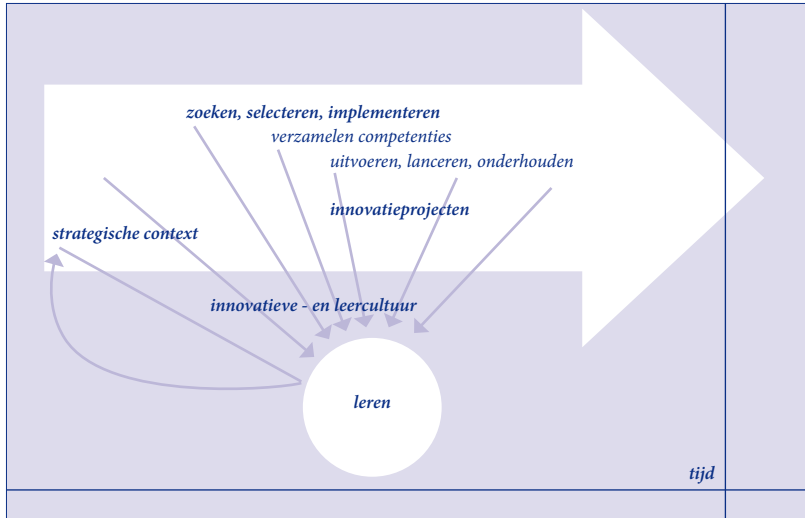 zoeken, selecteren, implementeren
verzamelen competenties
uitvoeren, lanceren, onderhouden
innovatieprojecten
strategische context
innovatieve - en leercultuur
leren
tijd